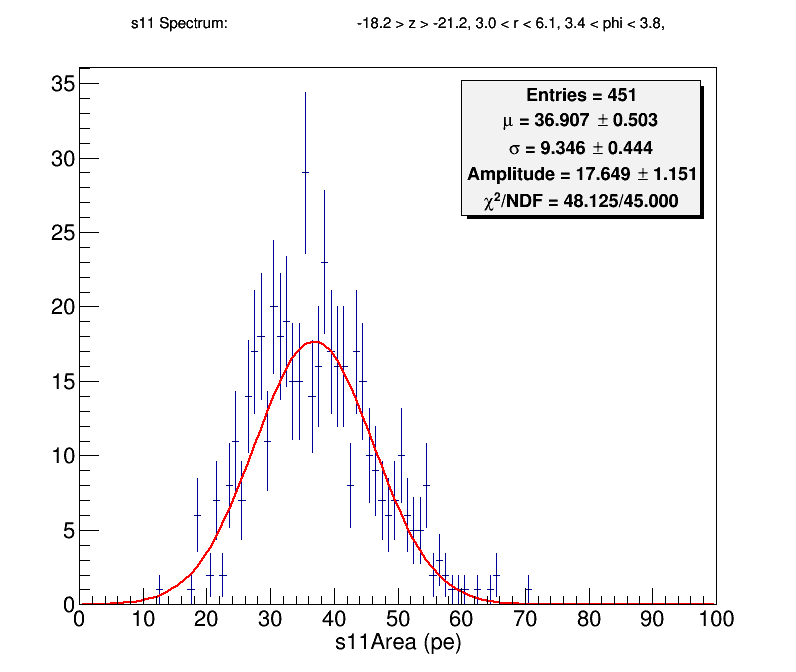 s11 Spectrum: -18.2 > z > -21.2, 3.0 < r < 6.1, 3.4 < phi < 3.8,
Entries = 451
μ = 36.907 ± 0.503
σ = 9.346 ± 0.444
Amplitude = 17.649 ± 1.151
χ²/NDF = 48.125/45.000
35
30
25
20
15
10
5
0
0 10 20 30 40 50 60 70 80 90 100
s11Area (pe)